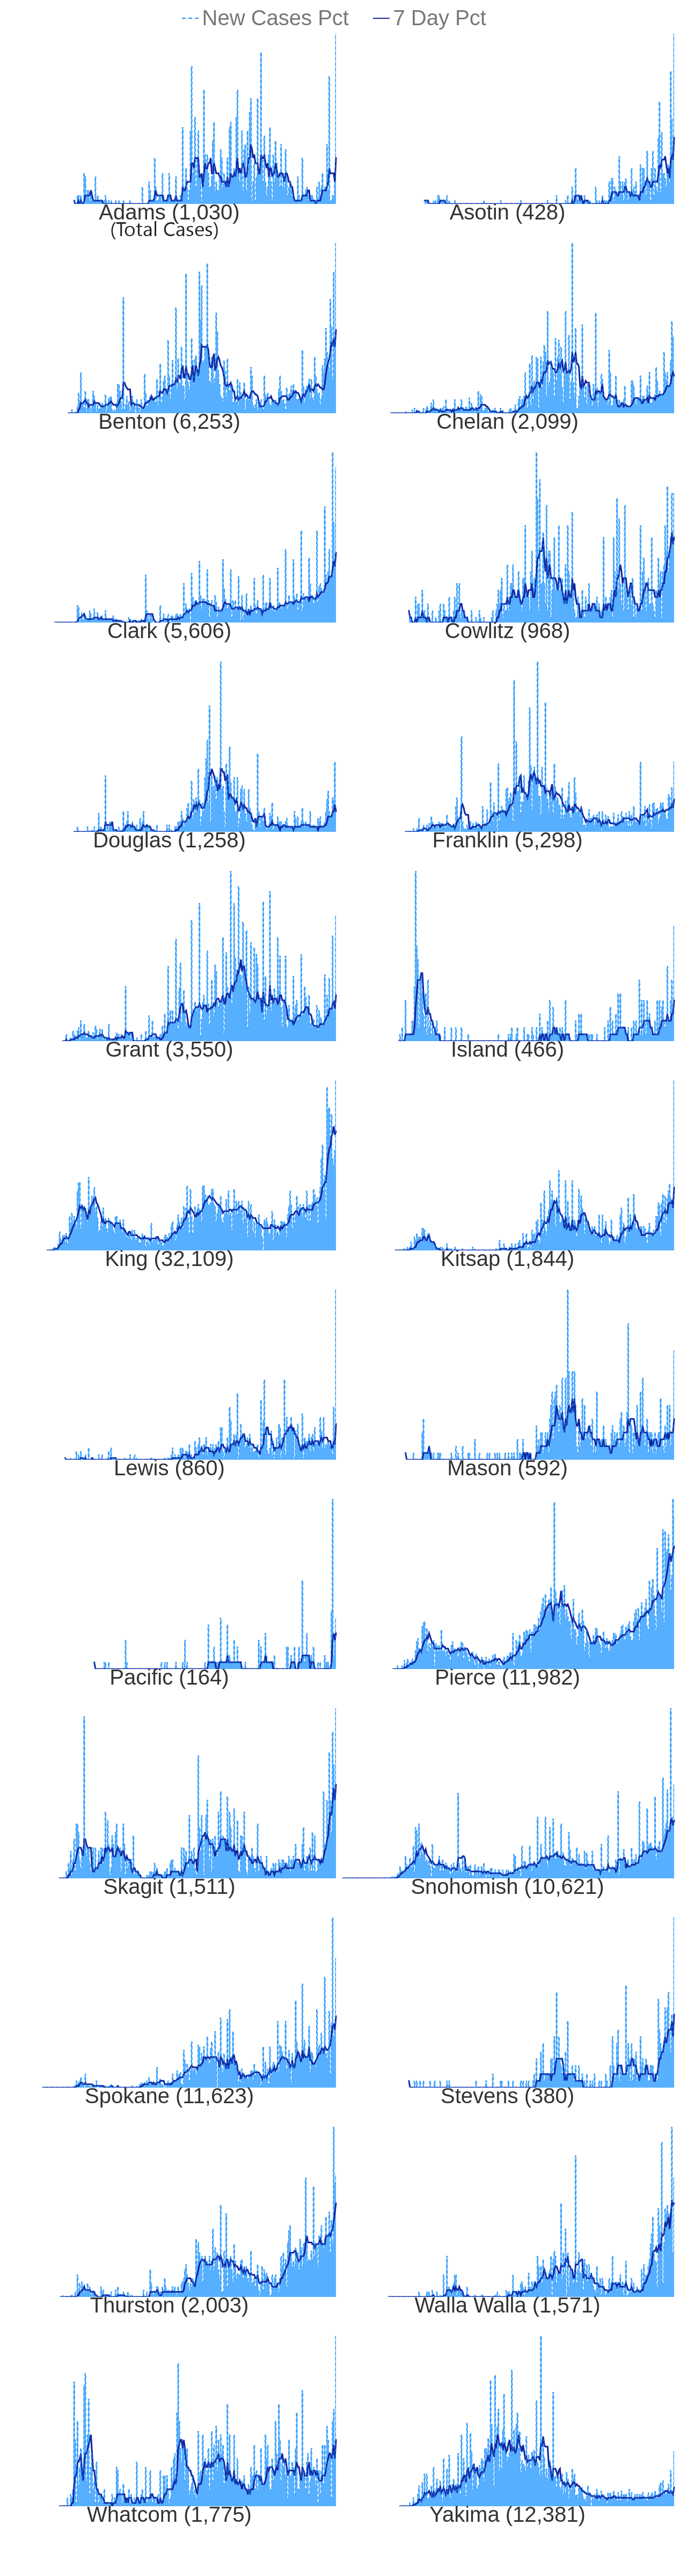 New Cases Pct 7 Day Pct
Adams (1,030) Asotin (428)
(Total Cases)
Benton (6,253) Chelan (2,099)
Clark (5,606) Cowlitz (968)
Douglas (1,258) Franklin (5,298)
Grant (3,550) Island (466)
King (32,109) Kitsap (1,844)
Lewis (860) Mason (592)
Pacific (164) Pierce (11,982)
Skagit (1,511) Snohomish (10,621)
Spokane (11,623) Stevens (380)
Thurston (2,003) Walla Walla (1,571)
Whatcom (1,775) Yakima (12,381)